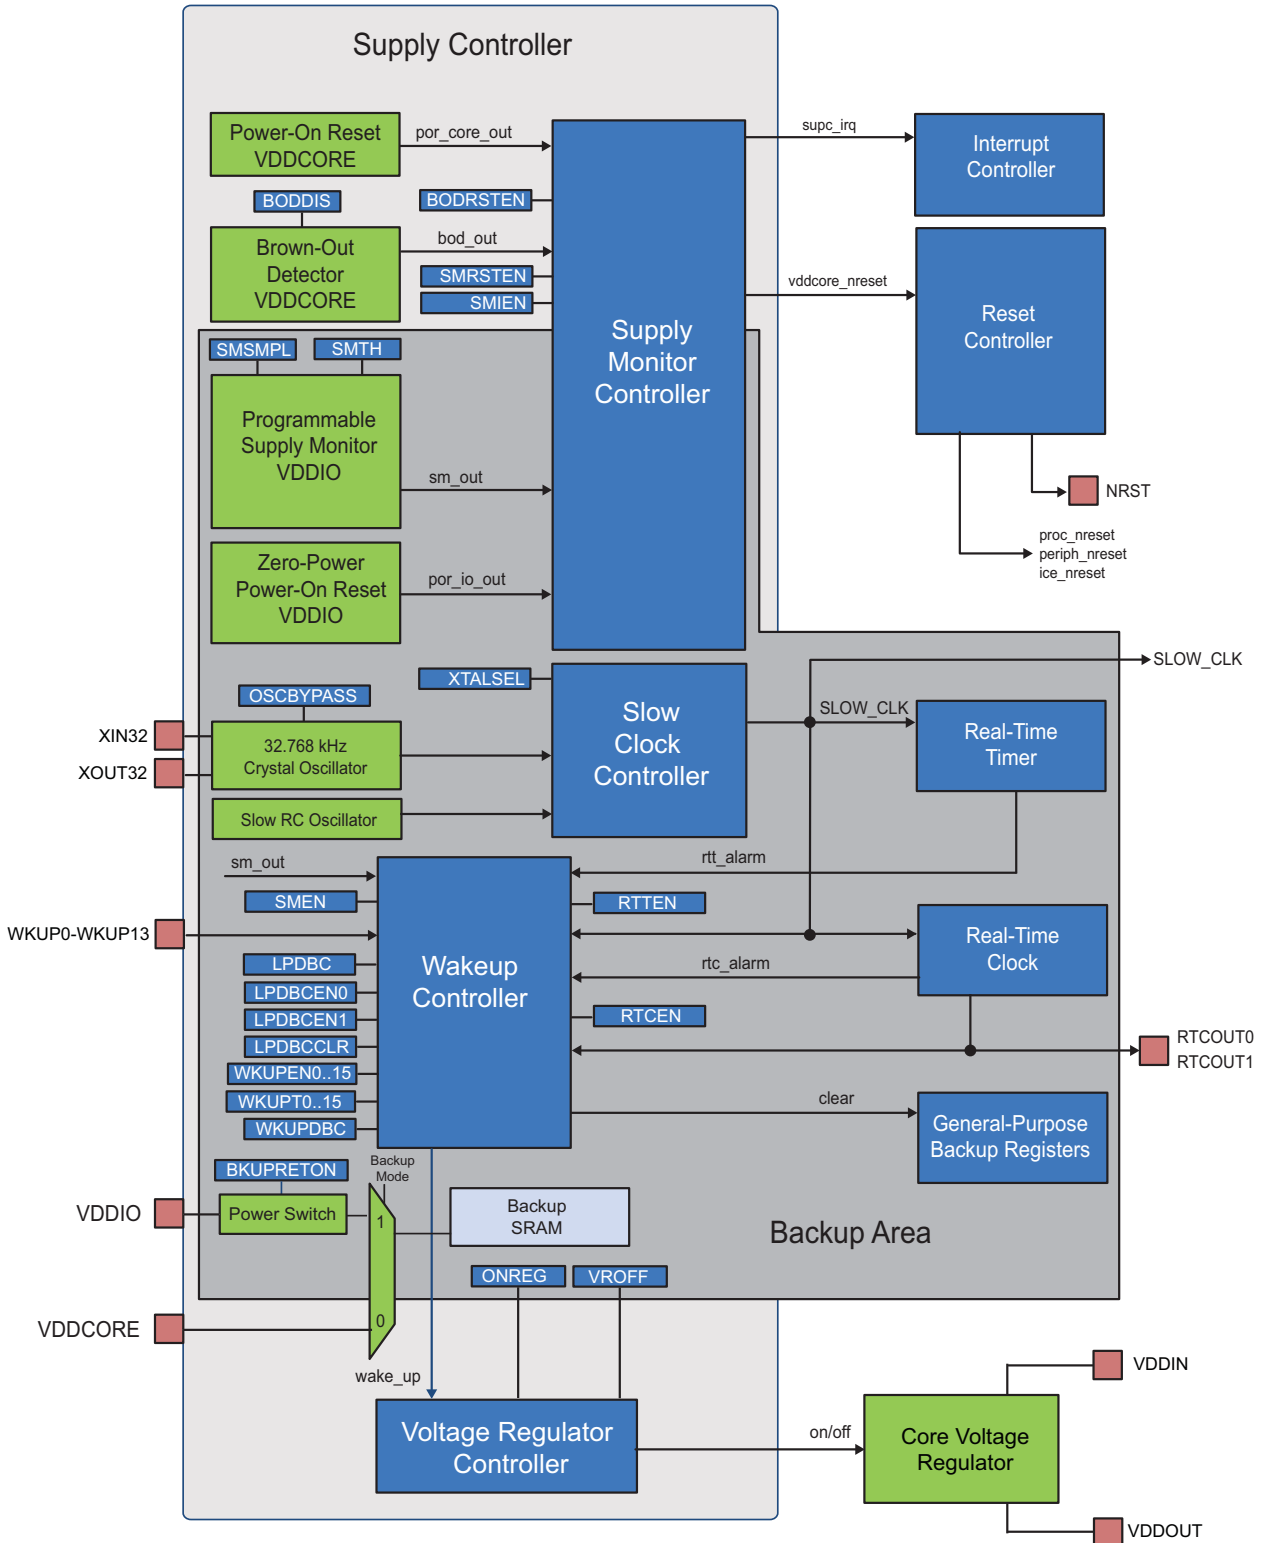 Supply Controller
Power-On Reset
VDDCORE
por_core_out
supc_irq
Interrupt
Controller
BODDIS
BODRSTEN
Brown-Out
Detector
VDDCORE
bod_out
SMRSTEN
SMIEN
vddcore_nreset
Reset
Controller
Supply
Monitor
Controller
SMSMPL
SMTH
Programmable
Supply Monitor
VDDIO
sm_out
NRST
proc_nreset
periph_nreset
ice_nreset
Zero-Power
Power-On Reset
VDDIO
por_io_out
SLOW_CLK
XTALSEL
OSCBYPASS
Slow
Clock
Controller
SLOW_CLK
Real-Time
Timer
XIN32
XOUT32
32.768 kHz
Crystal Oscillator
Slow RC Oscillator
sm_out
rtt_alarm
SMEN
RTTEN
WKUP0-WKUP13
Wakeup
Controller
Real-Time
Clock
LPDBC
rtc_alarm
LPDBCEN0
LPDBCEN1
RTCEN
LPDBCCLR
RTCOUT0
RTCOUT1
WKUPEN0..15
WKUPT0..15
clear
General-Purpose
Backup Registers
WKUPDBC
Backup
Mode
BKUPRETON
VDDIO
Power Switch
1
Backup
SRAM
Backup Area
ONREG
VROFF
VDDCORE
0
wake_up
VDDIN
Voltage Regulator
Controller
on/off
Core Voltage
Regulator
VDDOUT